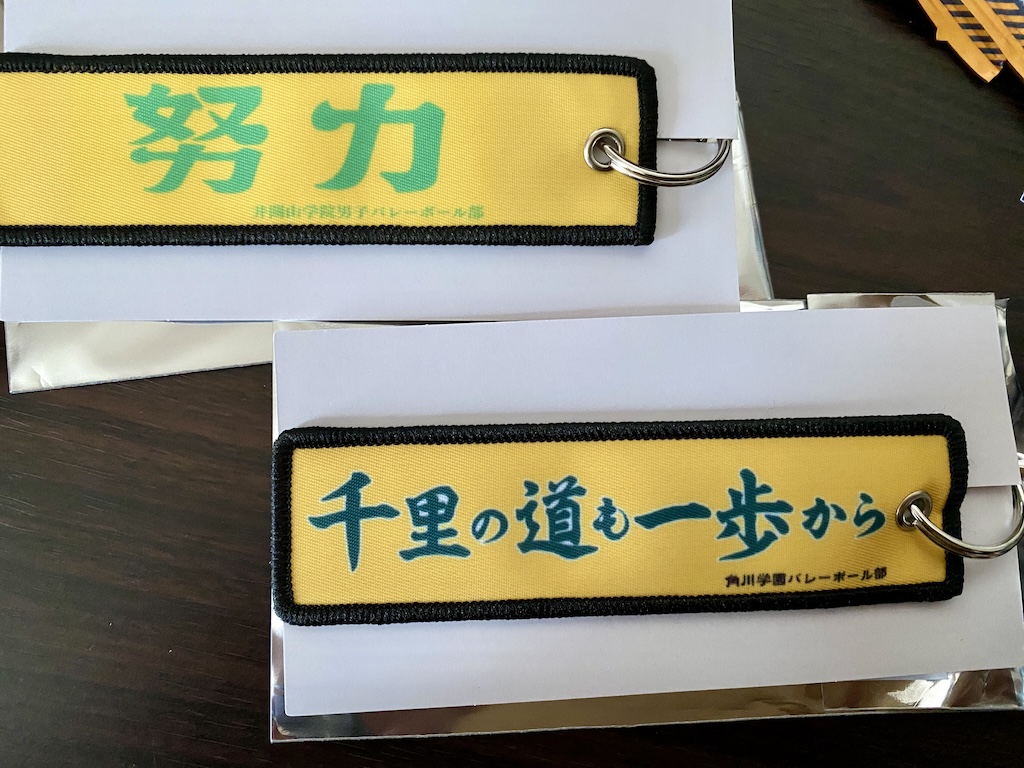 努力
井闥山学院男子バレーボール部
千里の道も一歩から
角川学園バレーボール部